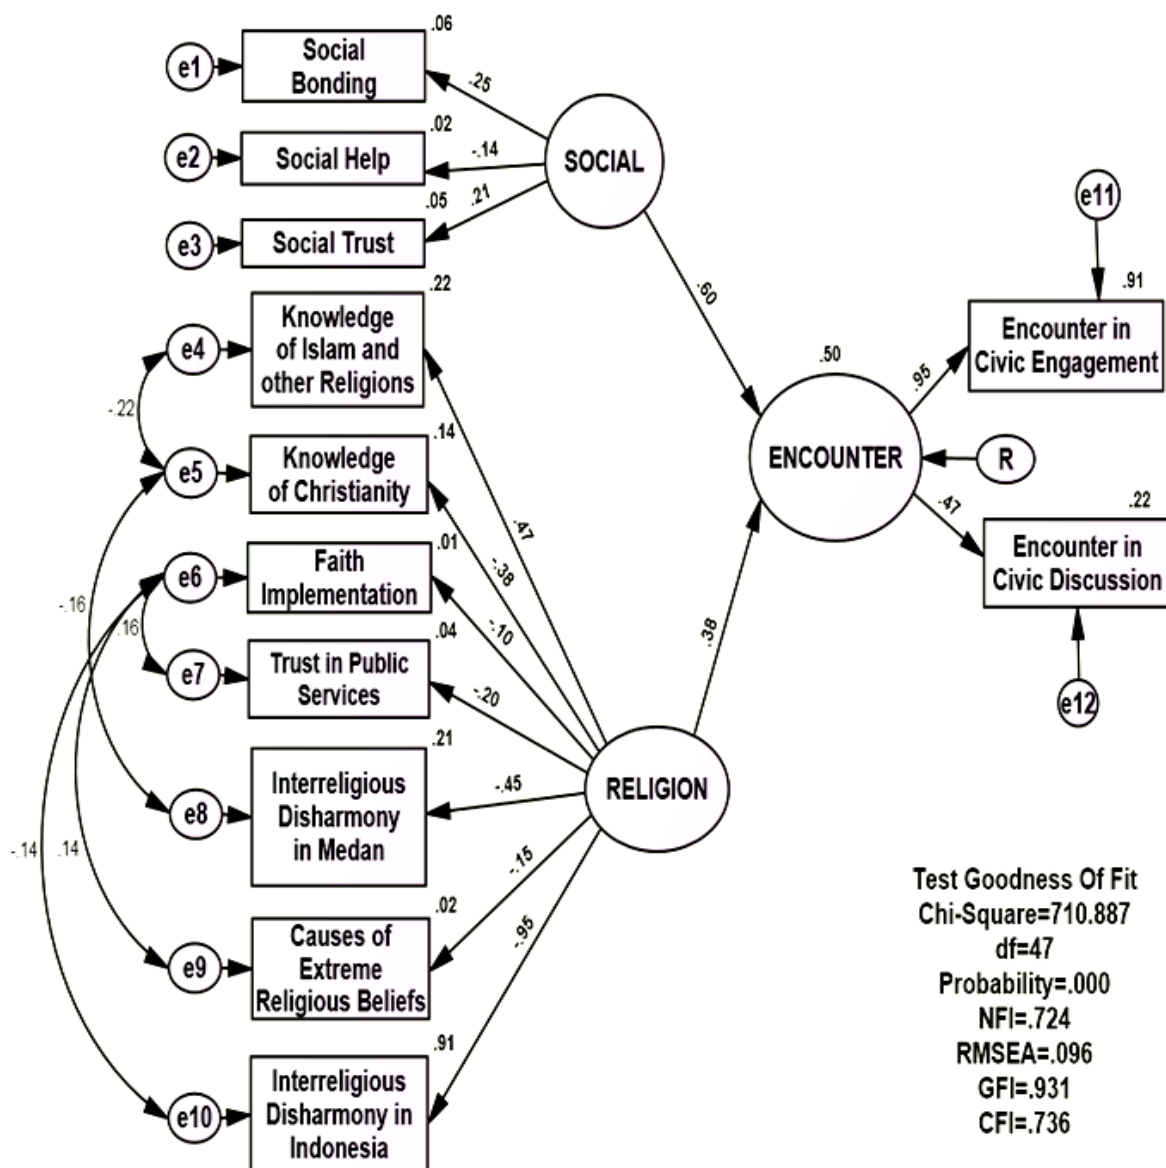 .06
e1
Social
Bonding
.25
.02
e2
Social Help
-.14
SOCIAL
.05
.21
e3
Social Trust
.60
e11
.91
Encounter in
Civic Engagement
.95
.50
ENCOUNTER
R
.47
.22
Encounter in
Civic Discussion
e12
.22
e4
Knowledge
of Islam and
other Religions
-.22
.14
e5
Knowledge
of Christianity
.47
-.38
.01
e6
Faith
Implementation
-.10
-.16
.16
.04
e7
Trust in Public
Services
-.20
.38
.21
e8
Interreligious
Disharmony
in Medan
-.45
RELIGION
-.14
.14
-.15
.02
e9
Causes of
Extreme
Religious Beliefs
-.95
.91
e10
Interreligious
Disharmony in
Indonesia
Test Goodness Of Fit
Chi-Square=710.887
df=47
Probability=.000
NFI=.724
RMSEA=.096
GFI=.931
CFI=.736